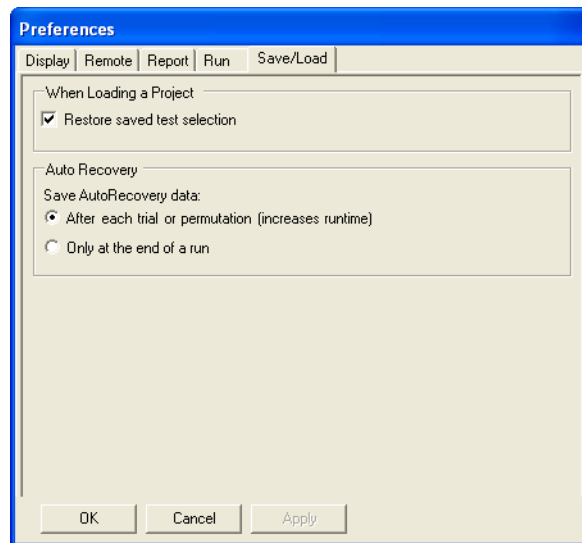 Preferences
Display Remote Report Run Save/Load
When Loading a Project
Restore saved test selection
Auto Recovery
Save AutoRecovery data:
After each trial or permutation (increases runtime)
Only at the end of a run
OK Cancel Apply